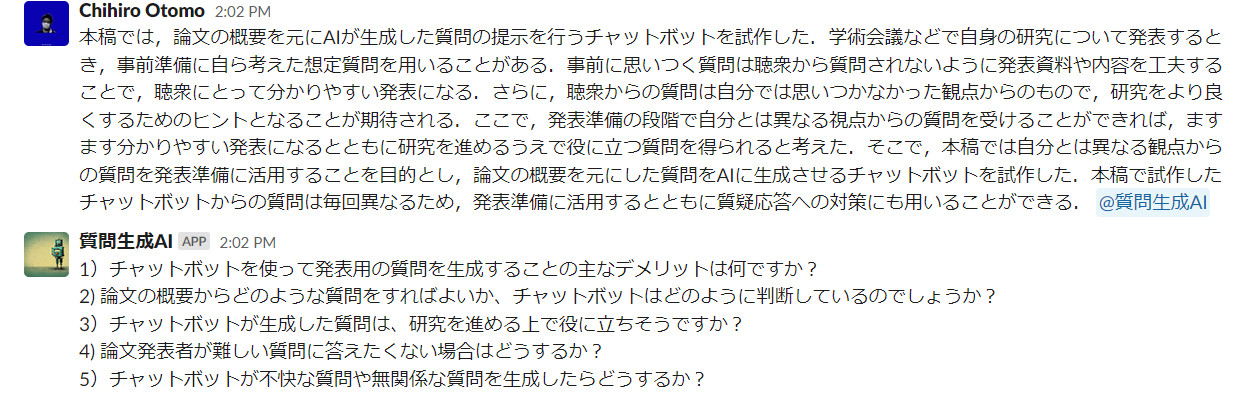 Chihiro Otomo 2:02 PM
本稿では，論文の概要を元にAIが生成した質問の提示を行うチャットボットを試作した．学術会議などで自身の研究について発表すると
き，事前準備に自ら考えた想定質問を用いることがある．事前に思いつく質問は聴衆から質問されないように発表資料や内容を工夫する
ことで，聴衆にとって分かりやすい発表になる．さらに，聴衆からの質問は自分では思いつかなかった観点からのもので，研究をより良
くするためのヒントとなることが期待される．ここで，発表準備の段階で自分とは異なる視点からの質問を受けることができれば，ます
ます分かりやすい発表になるとともに研究を進めるうえで役に立つ質問を得られると考えた．そこで，本稿では自分とは異なる観点か
らの質問を発表準備に活用することを目的とし，論文の概要を元にした質問をAIに生成させるチャットボットを試作した．本稿で試作した
チャットボットからの質問は毎回異なるため，発表準備に活用するとともに質疑応答への対策にも用いることができる． @質問生成AI
質問生成AI APP 2:02 PM
1）チャットボットを使って発表用の質問を生成することの主なデメリットは何ですか？
2) 論文の概要からどのような質問をすればよいか、チャットボットはどのように判断しているのでしょうか？
3）チャットボットが生成した質問は、研究を進める上で役に立ちそうですか？
4) 論文発表者が難しい質問に答えたくない場合はどうするか？
5）チャットボットが不快な質問や無関係な質問を生成したらどうするか？